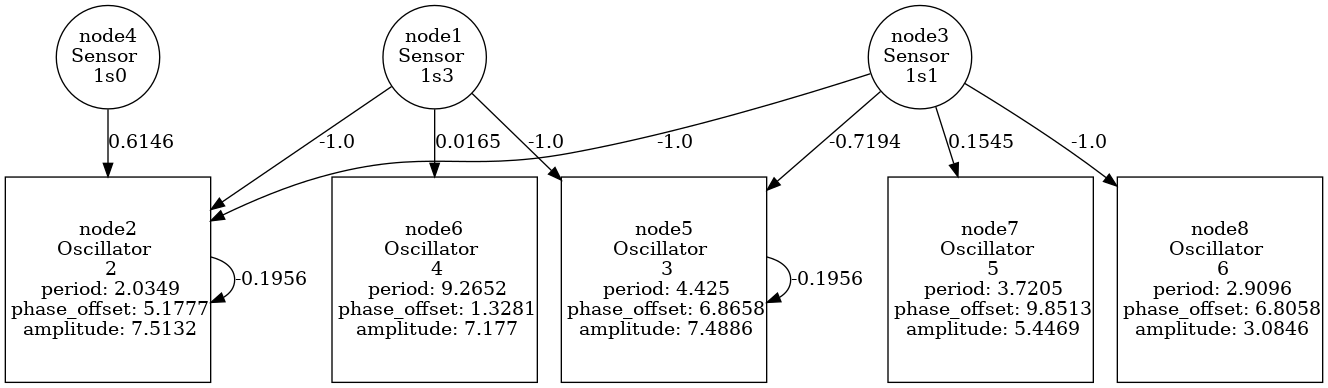 node4
Sensor
1s0
node1
Sensor
1s3
node3
Sensor
1s1
0.6146
-1.0
0.0165
-1.0
-1.0
-0.7194
0.1545
-1.0
node2
Oscillator
2
period: 2.0349
phase_offset: 5.1777
amplitude: 7.5132
-0.1956
node6
Oscillator
4
period: 9.2652
phase_offset: 1.3281
amplitude: 7.177
node5
Oscillator
3
period: 4.425
phase_offset: 6.8658
amplitude: 7.4886
-0.1956
node7
Oscillator
5
period: 3.7205
phase_offset: 9.8513
amplitude: 5.4469
node8
Oscillator
6
period: 2.9096
phase_offset: 6.8058
amplitude: 3.0846